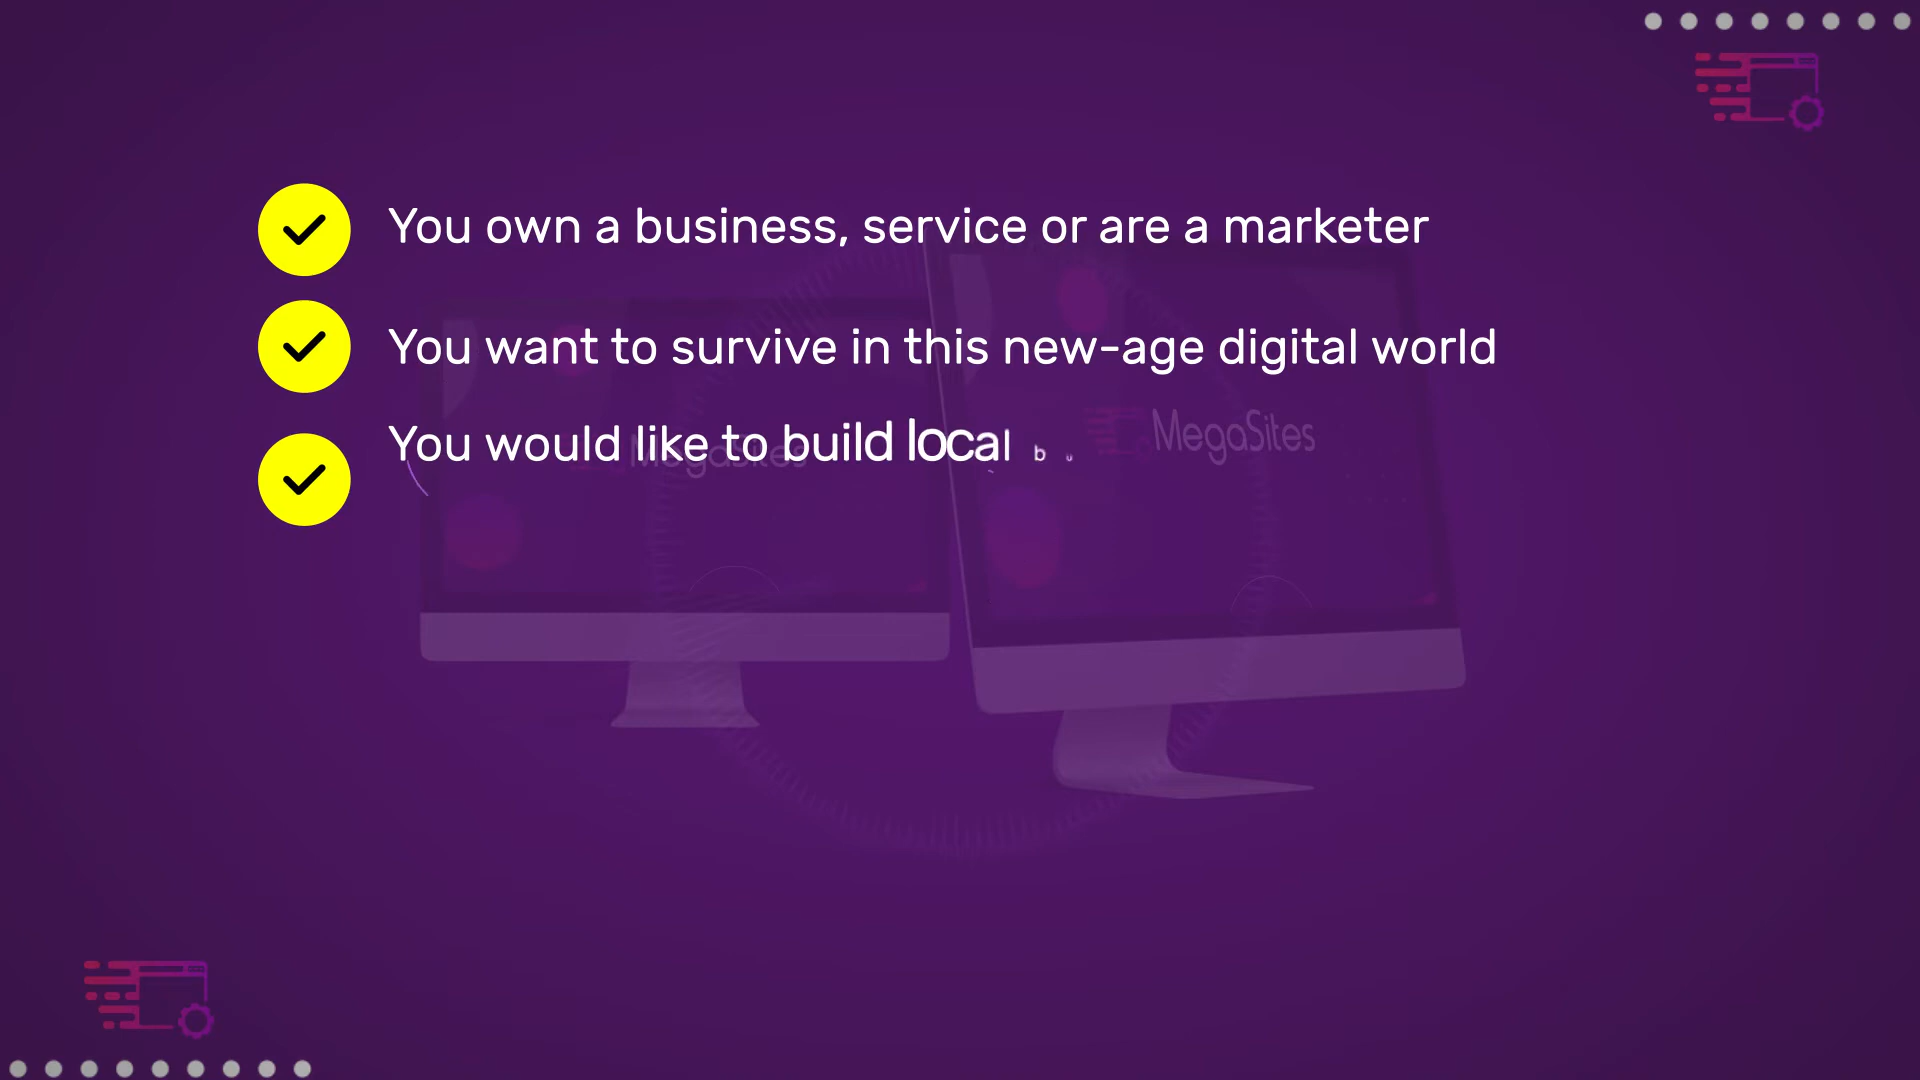 You own a business, service or are a marketer
You want to survive in this new-age digital world
You would like to build local b u
MegaSites
MegaSites